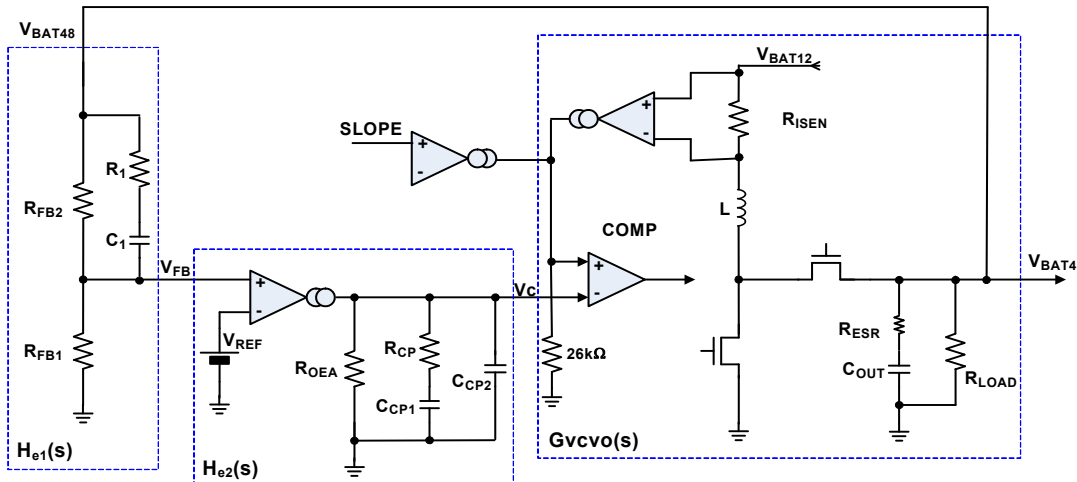 VBAT48
RFB2
R1
C1
RFB1
He1(s)
VFB
VREF
ROEA
RCP
CCP1
CCP2
He2(s)
Vc
SLOPE
COMP
26kΩ
VBAT12
RISEN
L
RESR
COUT
RLOAD
Gvcvo(s)
VBAT4